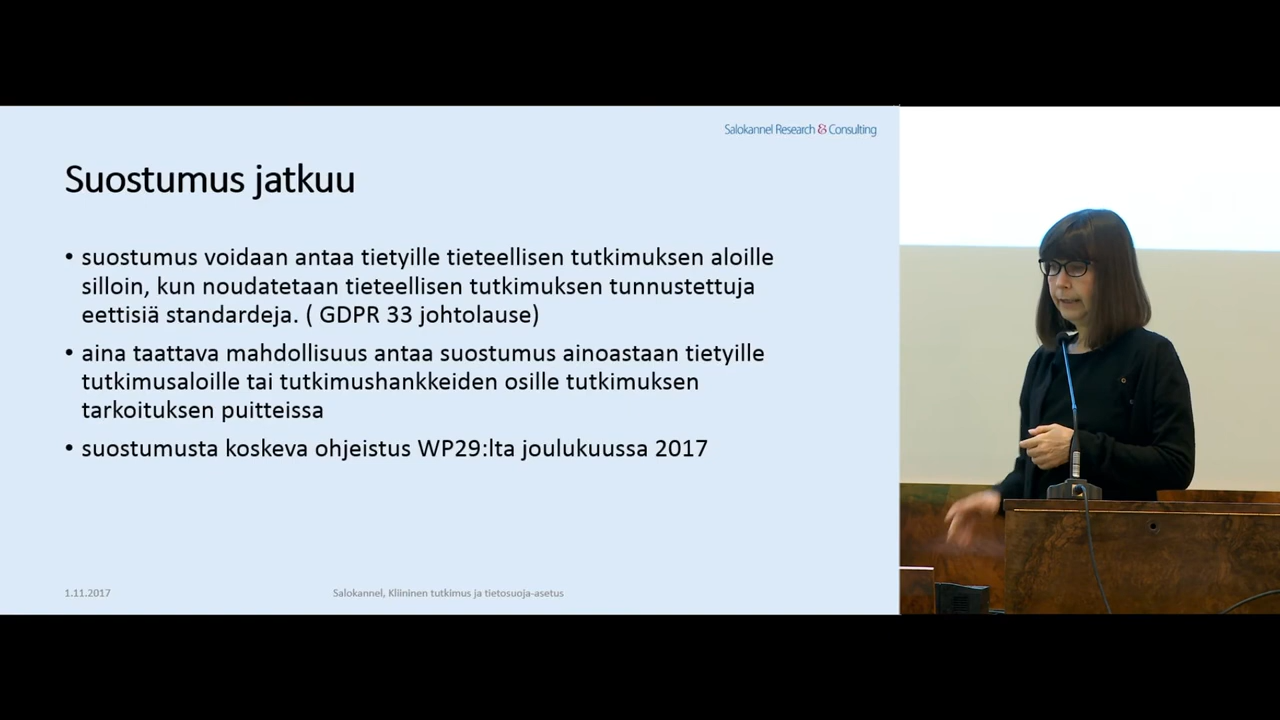 Salokannel Research & Consulting
Suostumus jatkuu
• suostumus voidaan antaa tietyille tieteellisen tutkimuksen aloille
silloin, kun noudatetaan tieteellisen tutkimuksen tunnustettuja
eettisiä standardeja. ( GDPR 33 johtolause)
• aina taattava mahdollisuus antaa suostumus ainoastaan tietyille
tutkimusaloille tai tutkimushankkeiden osille tutkimuksen
tarkoituksen puitteissa
• suostumusta koskeva ohjeistus WP29:lta joulukuussa 2017
1.11.2017
Salokannel, Kliininen tutkimus ja tietosuoja-asetus